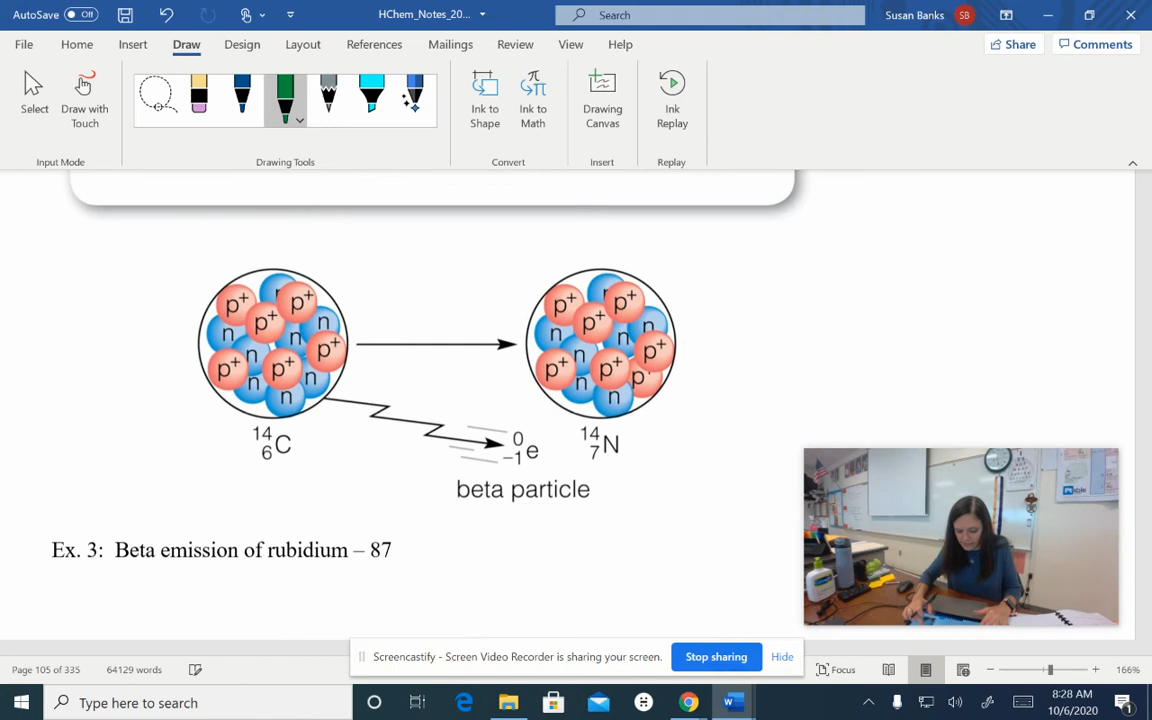 AutoSave Off HChem_Notes_20... Search Susan Banks SB
File Home Insert Draw Design Layout References Mailings Review View Help Share Comments
Select Draw with Touch Ink to Shape Ink to Math Drawing Canvas Ink Replay
Input Mode Drawing Tools Convert Insert Replay
p+ p+ p+ n n n n p+ p+ p+ n n n
p+ p+ p+ n n n n p+ p+ p+ p n n
14 6 C
0 -1 e
14 7 N
beta particle
Ex. 3: Beta emission of rubidium – 87
Screencastify - Screen Video Recorder is sharing your screen. Stop sharing Hide
Page 105 of 335 64129 words Focus 166%
Type here to search 8:28 AM
10/6/2020 1